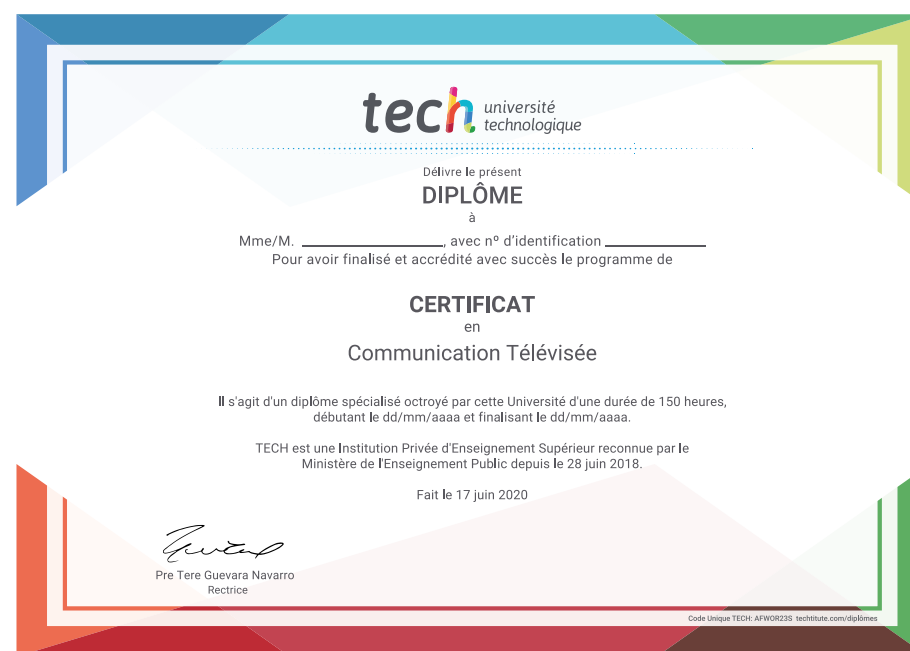 tech université
technologique
Délivre le présent
DIPLÔME
à
Mme/M. ____________________, avec nº d'identification ______________
Pour avoir finalisé et accrédité avec succès le programme de
CERTIFICAT
en
Communication Télévisée
Il s'agit d'un diplôme spécialisé octroyé par cette Université d'une durée de 150 heures,
débutant le dd/mm/aaaa et finalisant le dd/mm/aaaa.
TECH est une Institution Privée d'Enseignement Supérieur reconnue par le
Ministère de l'Enseignement Public depuis le 28 juin 2018.
Fait le 17 juin 2020
Pre Tere Guevara Navarro
Rectrice
Code Unique TECH: AFWOR23S techtitute.com/diplômes